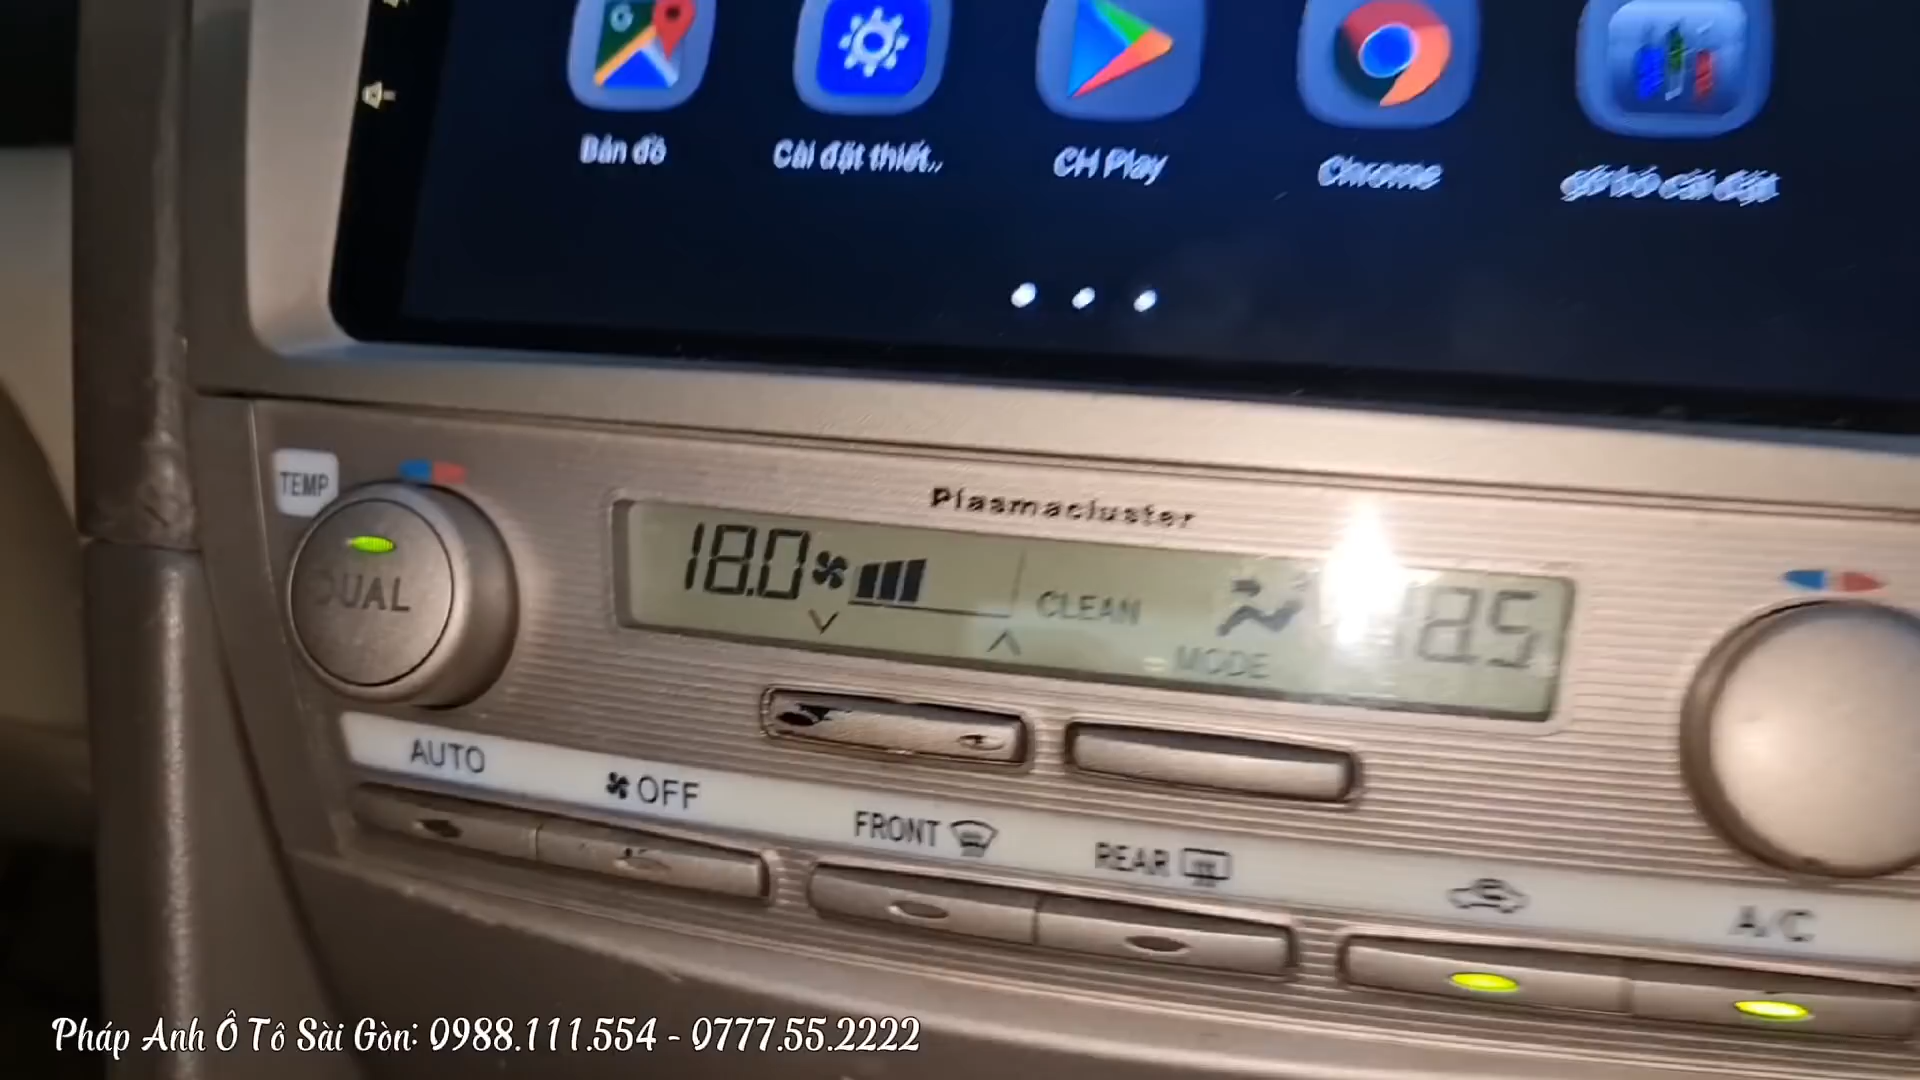 Bản đồ
Cài đặt thiết..
CH Play
Chrome
TEMP
DUAL
Plasmacluster
18.0
CLEAN
MODE
18.5
AUTO
OFF
FRONT
REAR
A/C
Pháp Anh Ô Tô Sài Gòn: 0988.111.554 - 0777.55.2222